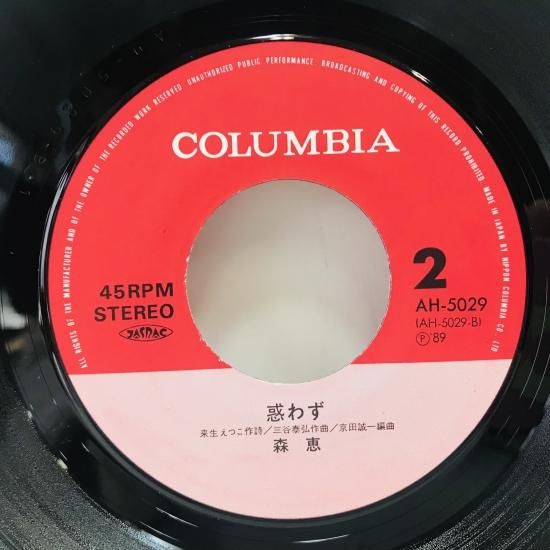 ALL RIGHTS OF THE MANUFACTURER AND OF THE OWNER OF THE RECORDED WORK RESERVED UNAUTHORIZED PUBLIC PERFORMANCE BROADCASTING AND COPYING OF THIS RECORD PROHIBITED MADE IN JAPAN BY NIPPON COLUMBIA CO., LTD.
COLUMBIA
45RPM
STEREO
JASRAC
2
AH-5029
(AH-5029-B)
Ⓟ'89
惑わず
来生えつこ作詩/三谷泰弘作曲/京田誠一編曲
森 恵